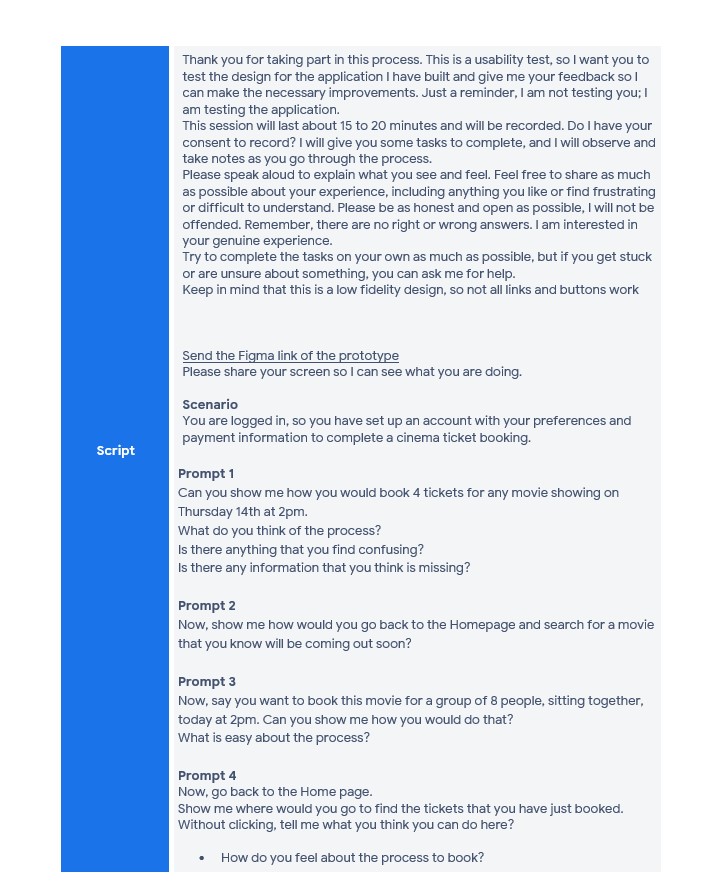 Script
Thank you for taking part in this process. This is a usability test, so I want you to
test the design for the application I have built and give me your feedback so I
can make the necessary improvements. Just a reminder, I am not testing you; I
am testing the application.
This session will last about 15 to 20 minutes and will be recorded. Do I have your
consent to record? I will give you some tasks to complete, and I will observe and
take notes as you go through the process.
Please speak aloud to explain what you see and feel. Feel free to share as much
as possible about your experience, including anything you like or find frustrating
or difficult to understand. Please be as honest and open as possible, I will not be
offended. Remember, there are no right or wrong answers. I am interested in
your genuine experience.
Try to complete the tasks on your own as much as possible, but if you get stuck
or are unsure about something, you can ask me for help.
Keep in mind that this is a low fidelity design, so not all links and buttons work
Send the Figma link of the prototype
Please share your screen so I can see what you are doing.
Scenario
You are logged in, so you have set up an account with your preferences and
payment information to complete a cinema ticket booking.
Prompt 1
Can you show me how you would book 4 tickets for any movie showing on
Thursday 14th at 2pm.
What do you think of the process?
Is there anything that you find confusing?
Is there any information that you think is missing?
Prompt 2
Now, show me how would you go back to the Homepage and search for a movie
that you know will be coming out soon?
Prompt 3
Now, say you want to book this movie for a group of 8 people, sitting together,
today at 2pm. Can you show me how you would do that?
What is easy about the process?
Prompt 4
Now, go back to the Home page.
Show me where would you go to find the tickets that you have just booked.
Without clicking, tell me what you think you can do here?
• How do you feel about the process to book?